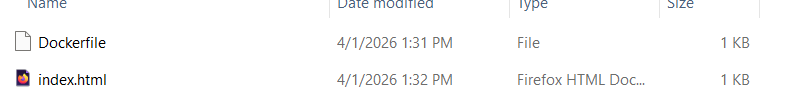 Name Date modified Type Size
Dockerfile 4/1/2026 1:31 PM File 1 KB
index.html 4/1/2026 1:32 PM Firefox HTML Doc... 1 KB